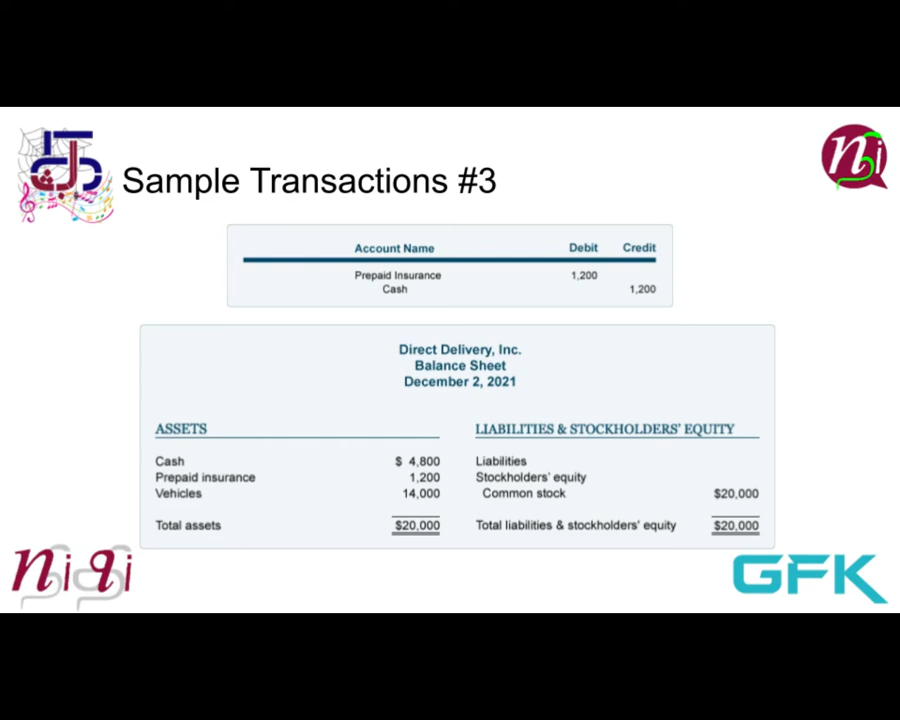 Sample Transactions #3
Account Name Debit Credit
Prepaid Insurance 1,200
Cash 1,200
Direct Delivery, Inc.
Balance Sheet
December 2, 2021
ASSETS LIABILITIES & STOCKHOLDERS' EQUITY
Cash $ 4,800 Liabilities
Prepaid insurance 1,200 Stockholders' equity
Vehicles 14,000 Common stock $20,000
Total assets $20,000 Total liabilities & stockholders' equity $20,000
niqi
GFK